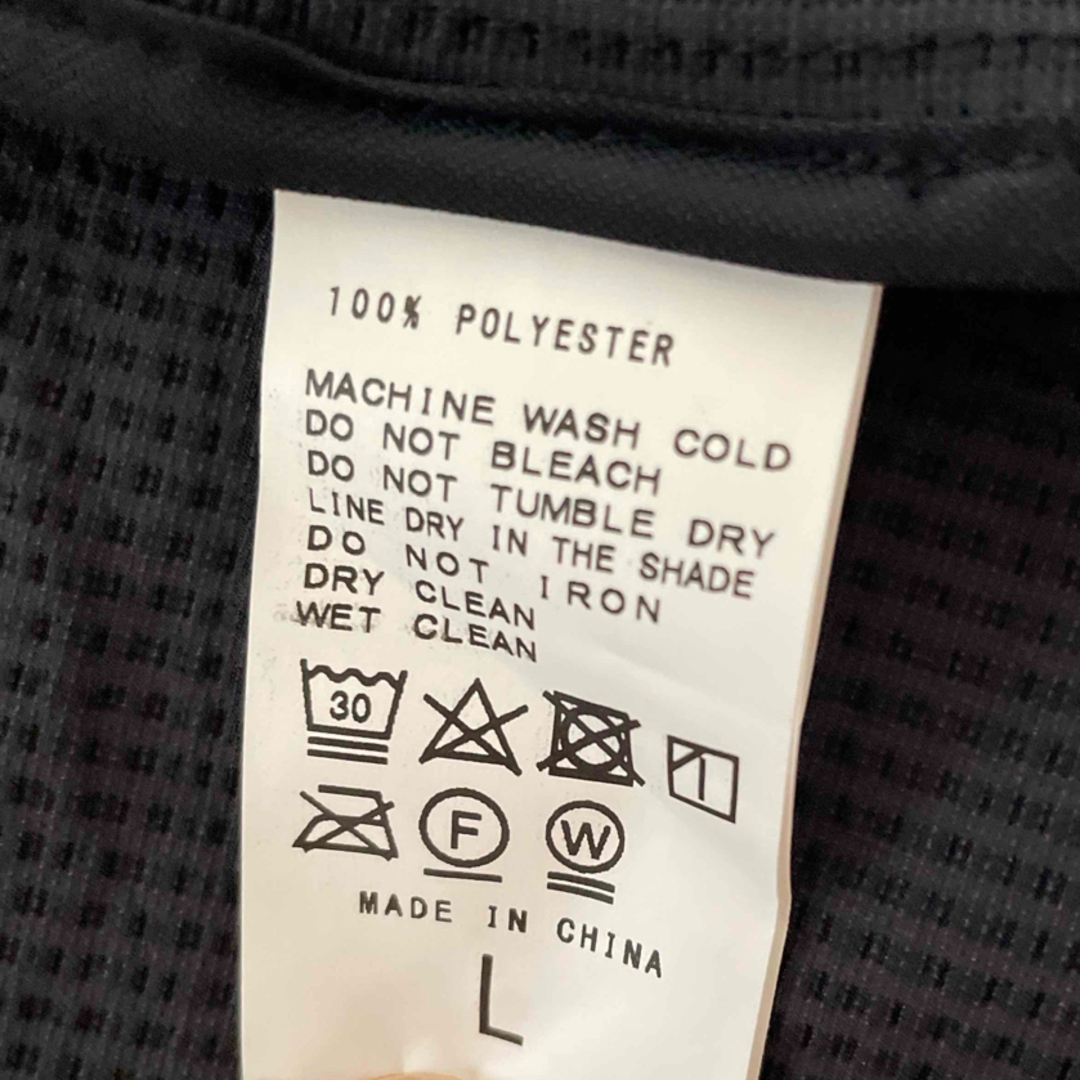 100% POLYESTER
MACHINE WASH COLD
DO NOT BLEACH
DO NOT TUMBLE DRY
LINE DRY IN THE SHADE
DO NOT IRON
DRY CLEAN
WET CLEAN
30
F W
MADE IN CHINA
L